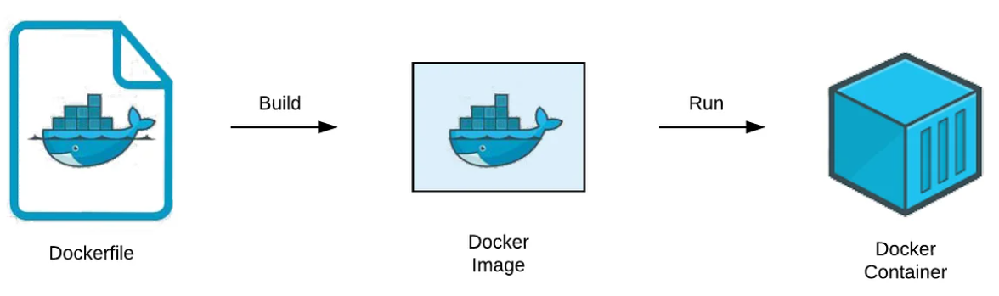 Build
Run
Dockerfile
Docker
Image
Docker
Container